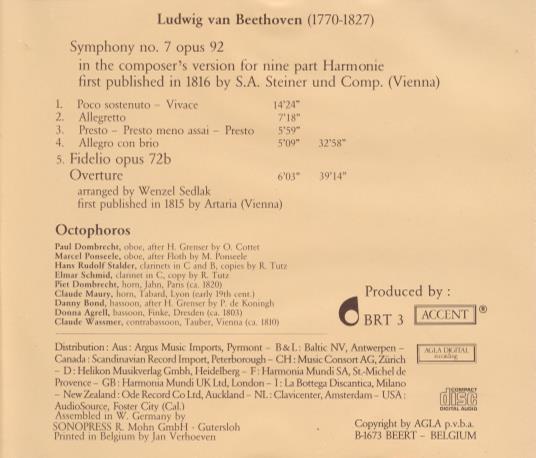 Ludwig van Beethoven (1770-1827)
Symphony no. 7 opus 92
in the composer's version for nine part Harmonie
first published in 1816 by S.A. Steiner und Comp. (Vienna)
1. Poco sostenuto – Vivace 14'24"
2. Allegretto 7'18"
3. Presto – Presto meno assai – Presto 5'59"
4. Allegro con brio 5'09" 32'58"
5. Fidelio opus 72b
Overture 6'03" 39'14"
arranged by Wenzel Sedlak
first published in 1815 by Artaria (Vienna)
Octophoros
Paul Dombrecht, oboe, after H. Grenser by O. Cottet
Marcel Ponseele, oboe, after Floth by M. Ponseele
Hans Rudolf Stalder, clarinets in C and B, copies by R. Tutz
Elmar Schmid, clarinet in C, copy by R. Tutz
Piet Dombrecht, horn, Jahn, Paris (ca. 1820)
Claude Maury, horn, Tabard, Lyon (early 19th cent.)
Danny Bond, bassoon, after H. Grenser by P. de Koningh
Donna Agrell, bassoon, Finke, Dresden (ca. 1803)
Claude Wassmer, contrabassoon, Tauber, Vienna (ca. 1810)
Produced by :
BRT 3 ACCENT ®
Distribution : Aus : Argus Music Imports, Pyrmont – B & L : Baltic NV, Antwerpen –
Canada : Scandinavian Record Import, Peterborough – CH : Music Consort AG, Zürich
– D : Helikon Musikverlag Gmbh, Heidelberg – F : Harmonia Mundi SA, St.-Michel de
Provence – GB : Harmonia Mundi UK Ltd, London – I : La Bottega Discantica, Milano
– New Zealand : Ode Record Co Ltd, Auckland – NL : Clavicenter, Amsterdam – USA :
AudioSource, Foster City (Cal.)
Assembled in W. Germany by
SONOPRESS R. Mohn GmbH · Gutersloh
Printed in Belgium by Jan Verhoeven
AGLA DIGITAL
recording
COMPACT
disc
DIGITAL AUDIO
Copyright by AGLA p.v.b.a.
B-1673 BEERT – BELGIUM